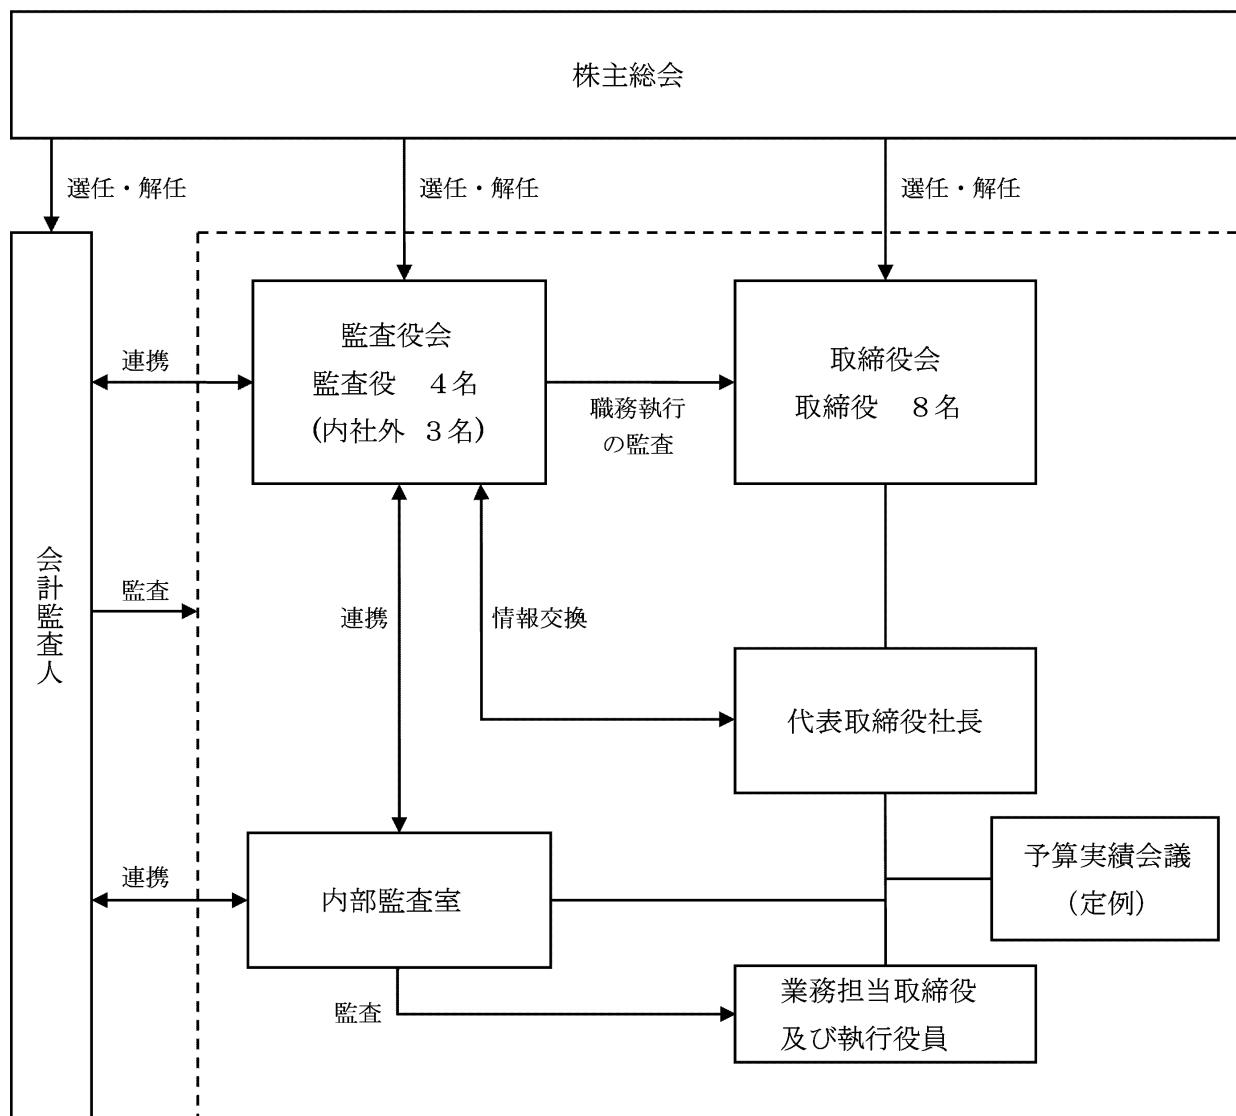 株主総会
選任・解任
選任・解任
選任・解任
監査役会
監査役 4名
(内社外 3名)
取締役会
取締役 8名
連携
職務執行
の監査
会計監査人
監査
連携
情報交換
代表取締役社長
連携
内部監査室
予算実績会議
(定例)
監査
業務担当取締役
及び執行役員